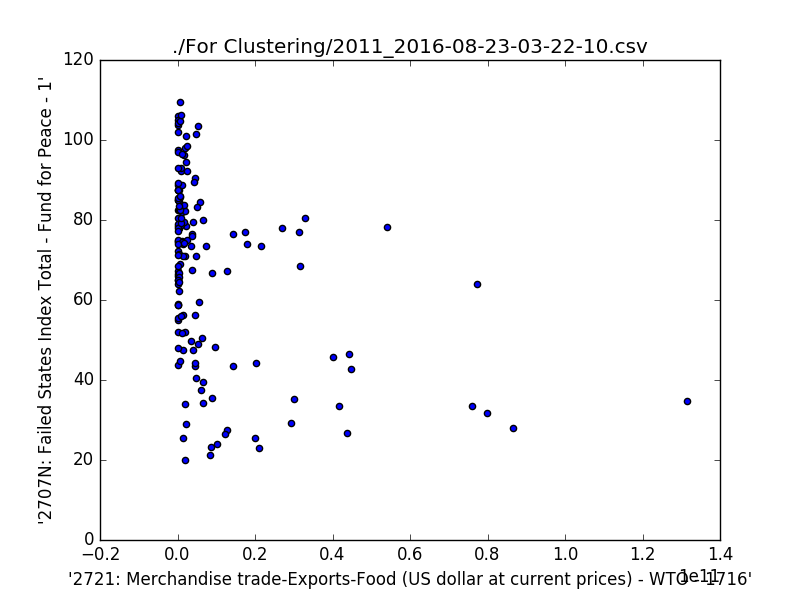 ./For Clustering/2011_2016-08-23-03-22-10.csv
'2707N: Failed States Index Total - Fund for Peace - 1'
120
100
80
60
40
20
0
−0.2 0.0 0.2 0.4 0.6 0.8 1.0 1.2 1.4
1e11
'2721: Merchandise trade-Exports-Food (US dollar at current prices) - WTO - 1716'